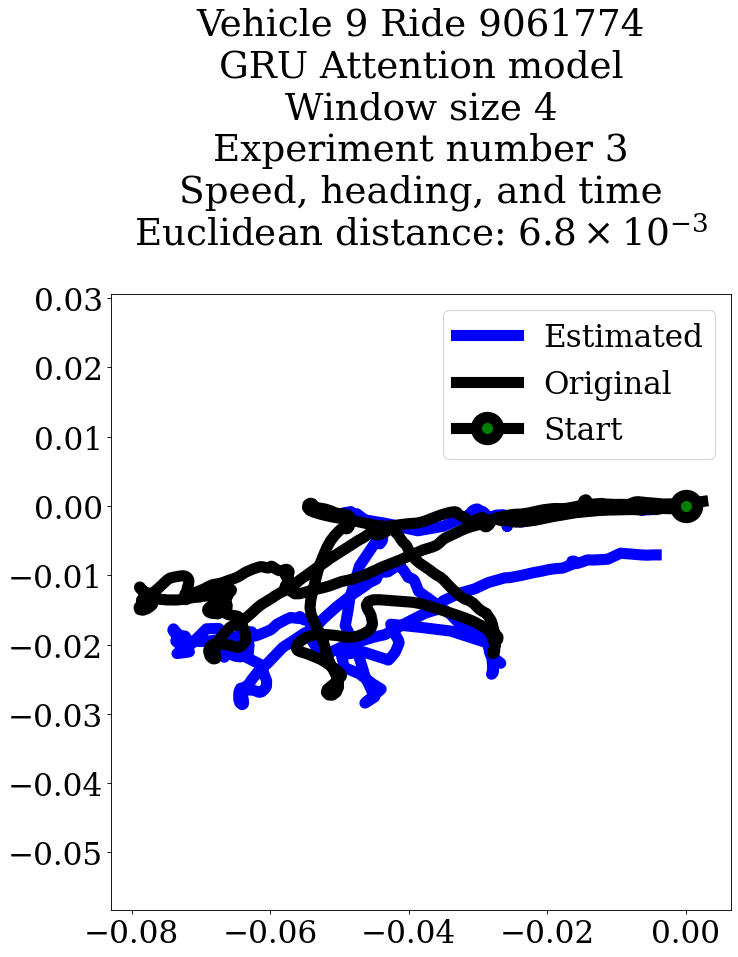 Vehicle 9 Ride 9061774
GRU Attention model
Window size 4
Experiment number 3
Speed, heading, and time
Euclidean distance: 6.8 × 10⁻³
0.03
0.02
0.01
0.00
−0.01
−0.02
−0.03
−0.04
−0.05
Estimated
Original
Start
−0.08 −0.06 −0.04 −0.02 0.00